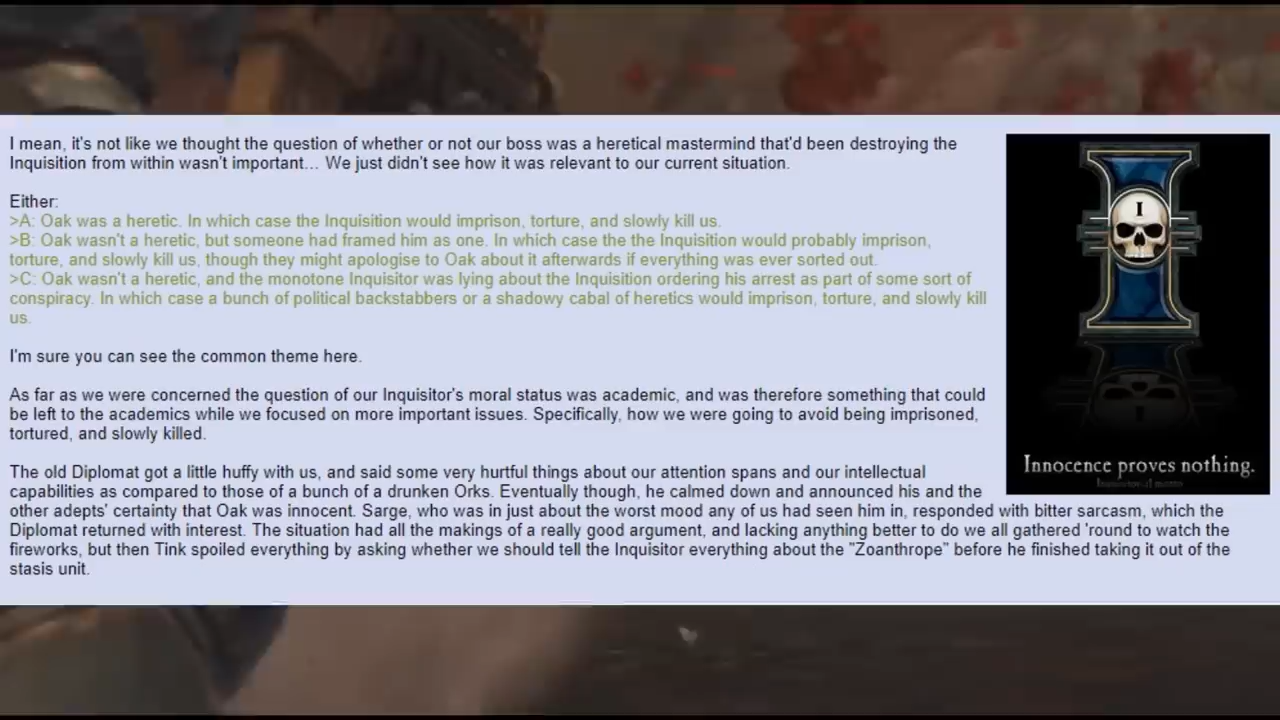 I mean, it's not like we thought the question of whether or not our boss was a heretical mastermind that'd been destroying the
Inquisition from within wasn't important... We just didn't see how it was relevant to our current situation.
Either:
>A: Oak was a heretic. In which case the Inquisition would imprison, torture, and slowly kill us.
>B: Oak wasn't a heretic, but someone had framed him as one. In which case the the Inquisition would probably imprison,
torture, and slowly kill us, though they might apologise to Oak about it afterwards if everything was ever sorted out.
>C: Oak wasn't a heretic, and the monotone Inquisitor was lying about the Inquisition ordering his arrest as part of some sort of
conspiracy. In which case a bunch of political backstabbers or a shadowy cabal of heretics would imprison, torture, and slowly kill
us.
I'm sure you can see the common theme here.
As far as we were concerned the question of our Inquisitor's moral status was academic, and was therefore something that could
be left to the academics while we focused on more important issues. Specifically, how we were going to avoid being imprisoned,
tortured, and slowly killed.
The old Diplomat got a little huffy with us, and said some very hurtful things about our attention spans and our intellectual
capabilities as compared to those of a bunch of a drunken Orks. Eventually though, he calmed down and announced his and the
other adepts' certainty that Oak was innocent. Sarge, who was in just about the worst mood any of us had seen him in, responded with bitter sarcasm, which the
Diplomat returned with interest. The situation had all the makings of a really good argument, and lacking anything better to do we all gathered 'round to watch the
fireworks, but then Tink spoiled everything by asking whether we should tell the Inquisitor everything about the "Zoanthrope" before he finished taking it out of the
stasis unit.
I
Innocence proves nothing.